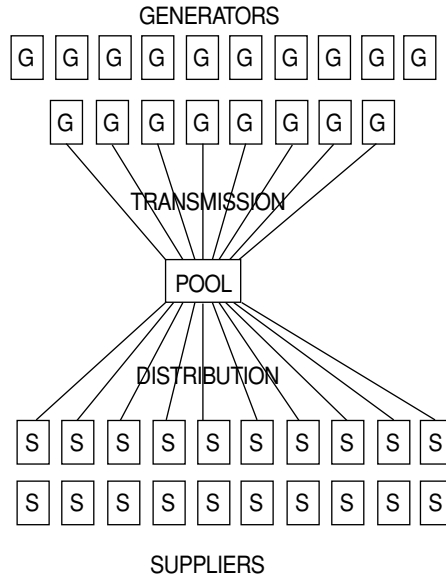 GENERATORS
G G G G G G G G G G
G G G G G G G G
TRANSMISSION
POOL
DISTRIBUTION
S S S S S S S S S S
S S S S S S S S S S
SUPPLIERS